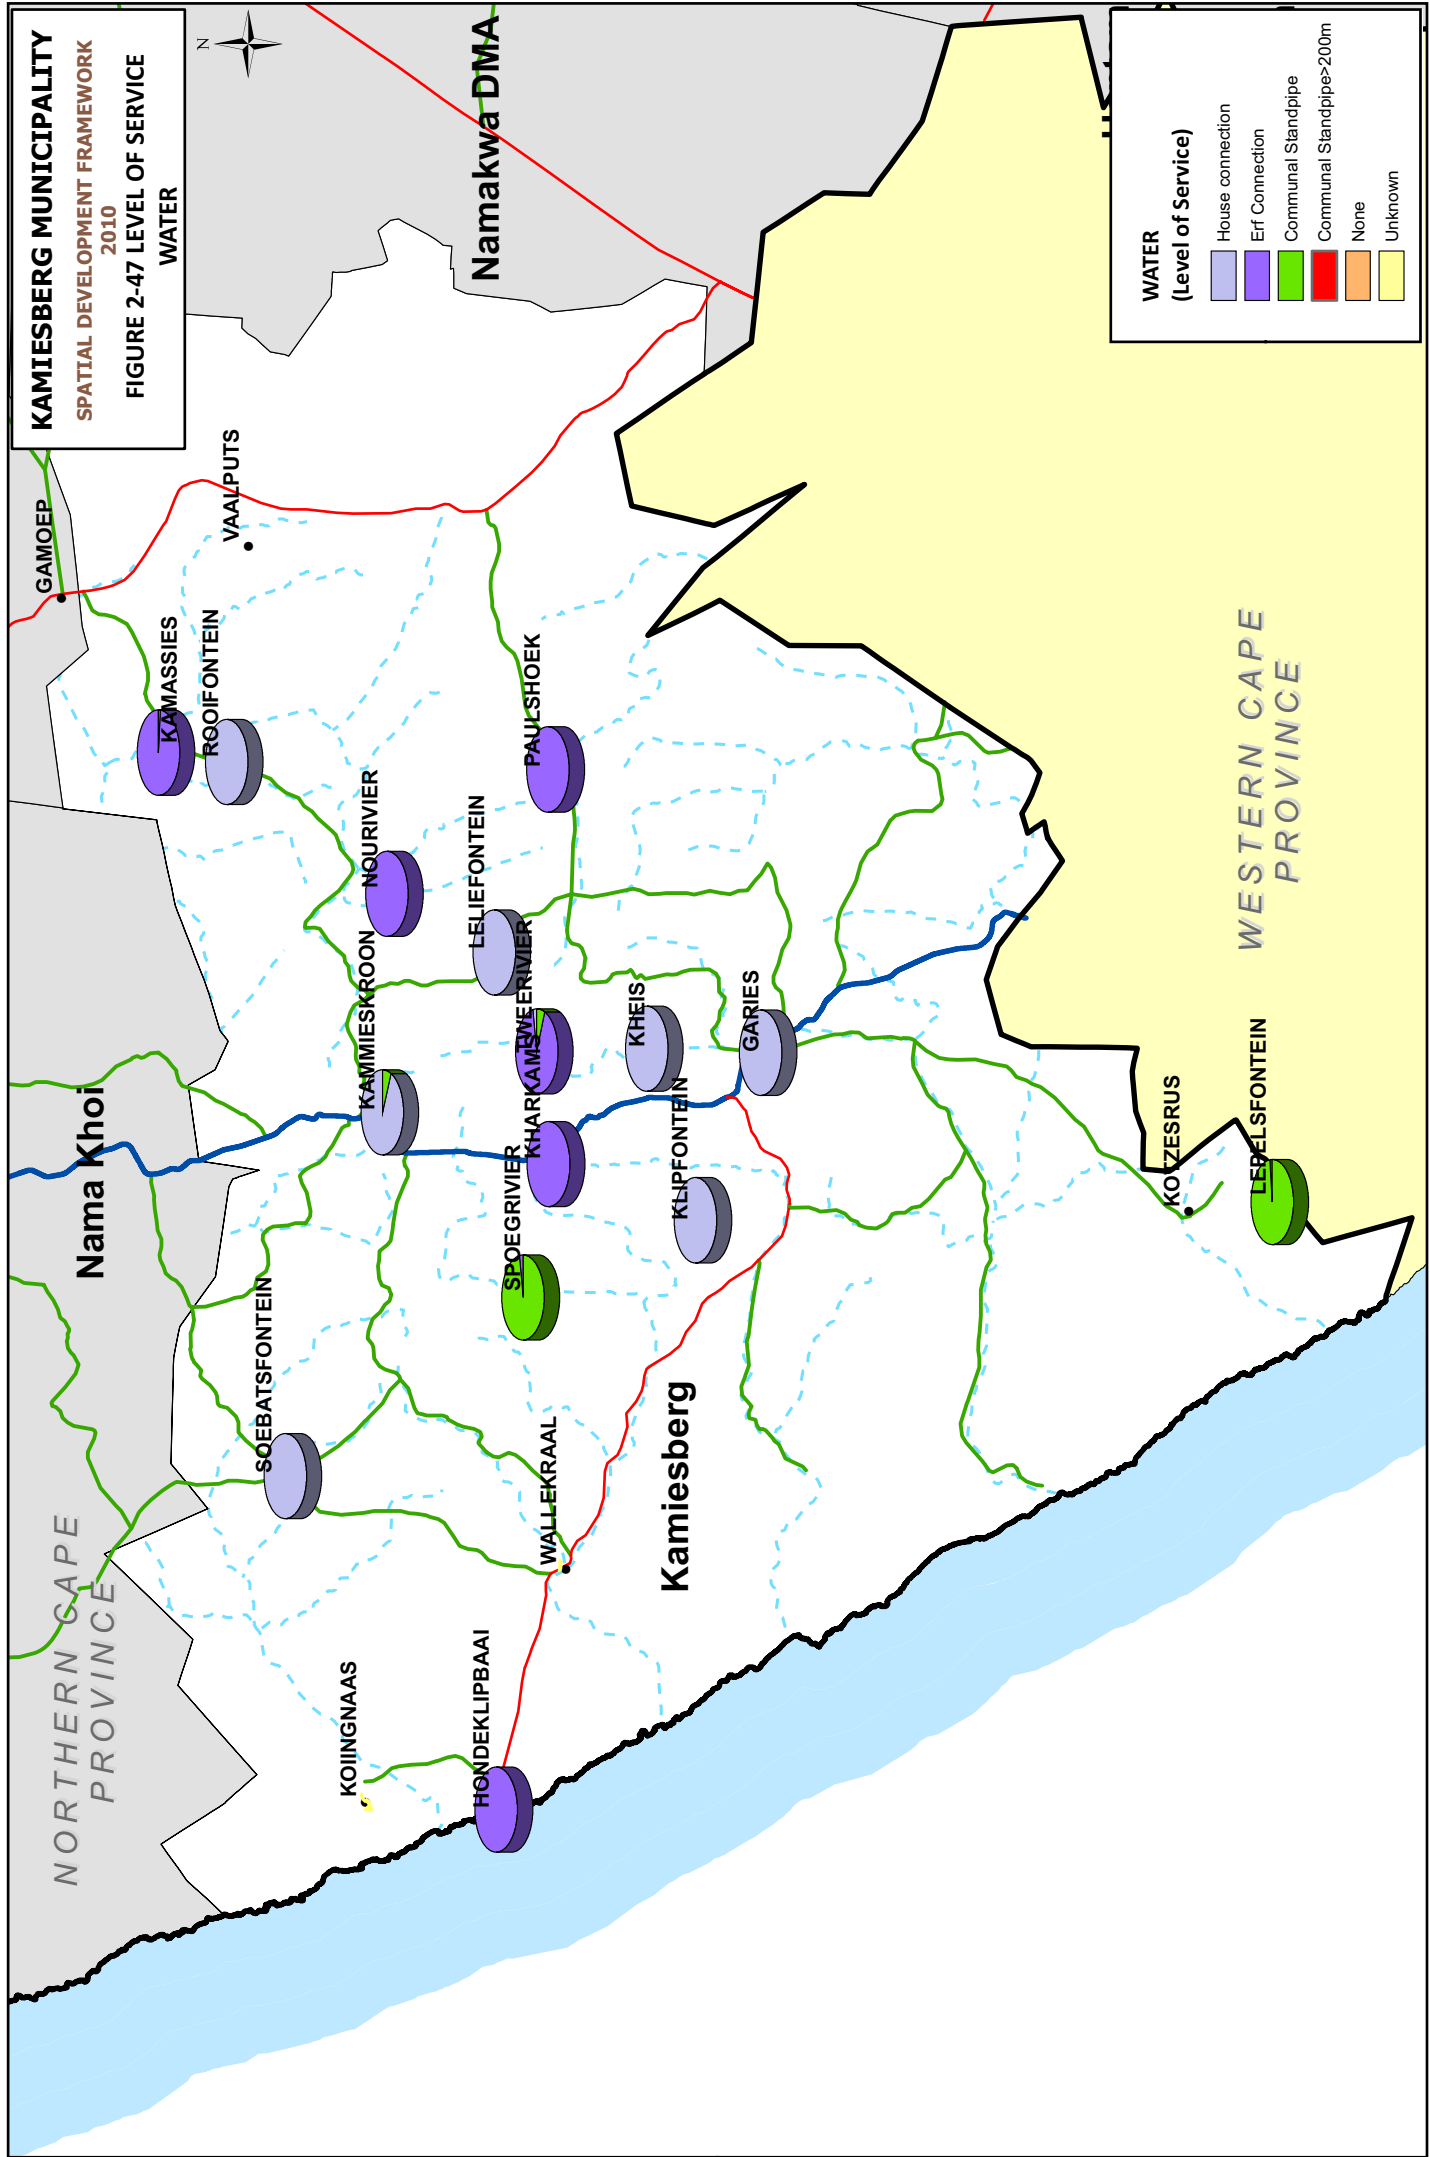 KAMIESBERG MUNICIPALITY
SPATIAL DEVELOPMENT FRAMEWORK
2010
FIGURE 2-47 LEVEL OF SERVICE
WATER
N
NORTHERN CAPE
PROVINCE
Nama Khoi
Namakwa DMA
GAMOEP
VAALPUTS
KAMASSIES
ROOIFONTEIN
NOURIVIER
PAULSHOEK
LELIEFONTEIN
KAMMIESKROON
TWEERIVIER
KHARKAMS
KHEIS
GARIES
SPOEGRIVIER
KLIPFONTEIN
SOEBATSFONTEIN
WALLEKRAAL
Kamiesberg
KOIINGNAAS
HONDEKLIPBAAI
KOTZESRUS
LEPELSFONTEIN
WESTERN CAPE
PROVINCE
WATER
(Level of Service)
House connection
Erf Connection
Communal Standpipe
Communal Standpipe>200m
None
Unknown